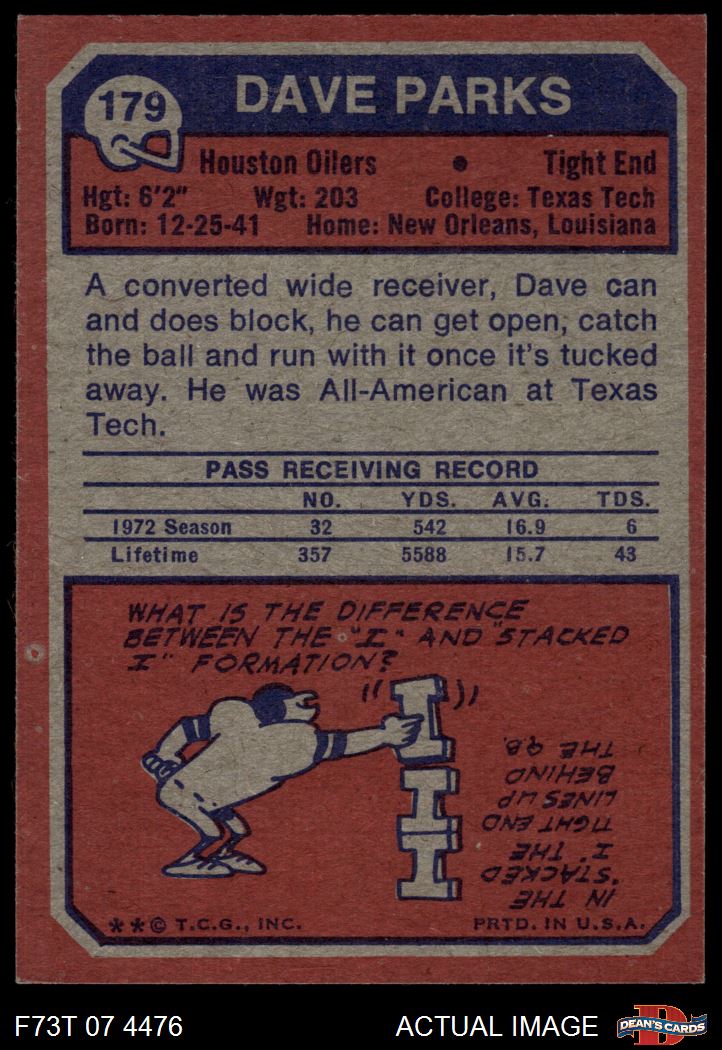 179
DAVE PARKS
Houston Oilers • Tight End
Hgt: 6'2" Wgt: 203 College: Texas Tech
Born: 12-25-41 Home: New Orleans, Louisiana
A converted wide receiver, Dave can
and does block, he can get open, catch
the ball and run with it once it's tucked
away. He was All-American at Texas
Tech.
PASS RECEIVING RECORD
NO. YDS. AVG. TDS.
1972 Season 32 542 16.9 6
Lifetime 357 5588 15.7 43
WHAT IS THE DIFFERENCE
BETWEEN THE "I" AND "STACKED
I" FORMATION?
I
I
I
IN THE
"STACKED
I" THE
TIGHT END
LINES UP
BEHIND
THE Q.B.
**© T.C.G., INC. PRTD. IN U.S.A.
F73T 07 4476 ACTUAL IMAGE
D
DEAN'S CARDS